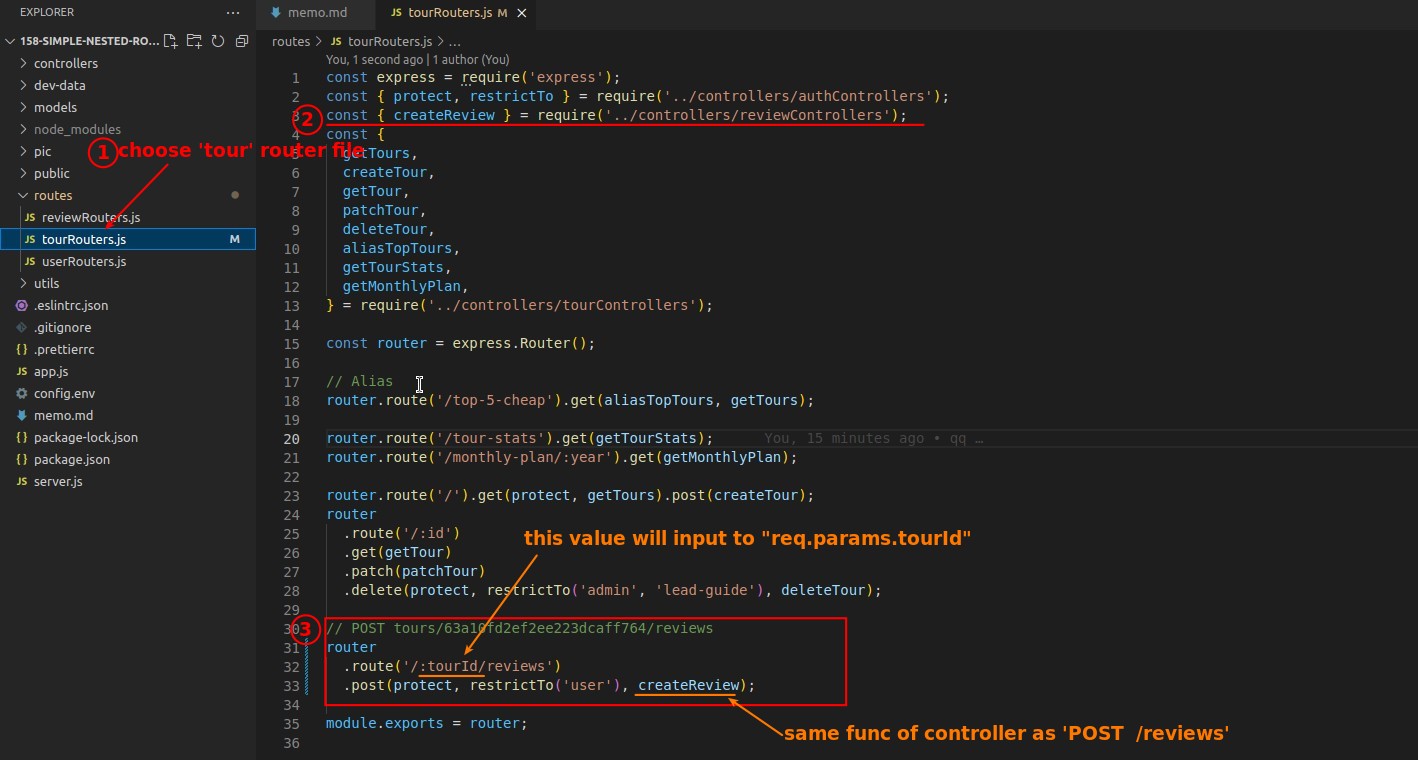 EXPLORER
...
158-SIMPLE-NESTED-RO...
controllers
dev-data
models
node_modules
pic
public
routes
JS reviewRouters.js
JS tourRouters.js M
JS userRouters.js
utils
.eslintrc.json
.gitignore
{} .prettierrc
JS app.js
config.env
memo.md
{} package-lock.json
{} package.json
JS server.js
① choose 'tour' router file
memo.md
JS tourRouters.js M ×
routes > JS tourRouters.js > ...
You, 1 second ago | 1 author (You)
1 const express = require('express');
2 const { protect, restrictTo } = require('../controllers/authControllers');
②
3 const { createReview } = require('../controllers/reviewControllers');
4 const {
5 getTours,
6 createTour,
7 getTour,
8 patchTour,
9 deleteTour,
10 aliasTopTours,
11 getTourStats,
12 getMonthlyPlan,
13 } = require('../controllers/tourControllers');
14
15 const router = express.Router();
16
17 // Alias
18 router.route('/top-5-cheap').get(aliasTopTours, getTours);
19
20 router.route('/tour-stats').get(getTourStats); You, 15 minutes ago • qq …
21 router.route('/monthly-plan/:year').get(getMonthlyPlan);
22
23 router.route('/').get(protect, getTours).post(createTour);
24 router
25 .route('/:id')
this value will input to "req.params.tourId"
26 .get(getTour)
27 .patch(patchTour)
28 .delete(protect, restrictTo('admin', 'lead-guide'), deleteTour);
29
③
30 // POST tours/63a10fd2ef2ee223dcaff764/reviews
31 router
32 .route('/:tourId/reviews')
33 .post(protect, restrictTo('user'), createReview);
34
35 module.exports = router;
same func of controller as 'POST /reviews'
36